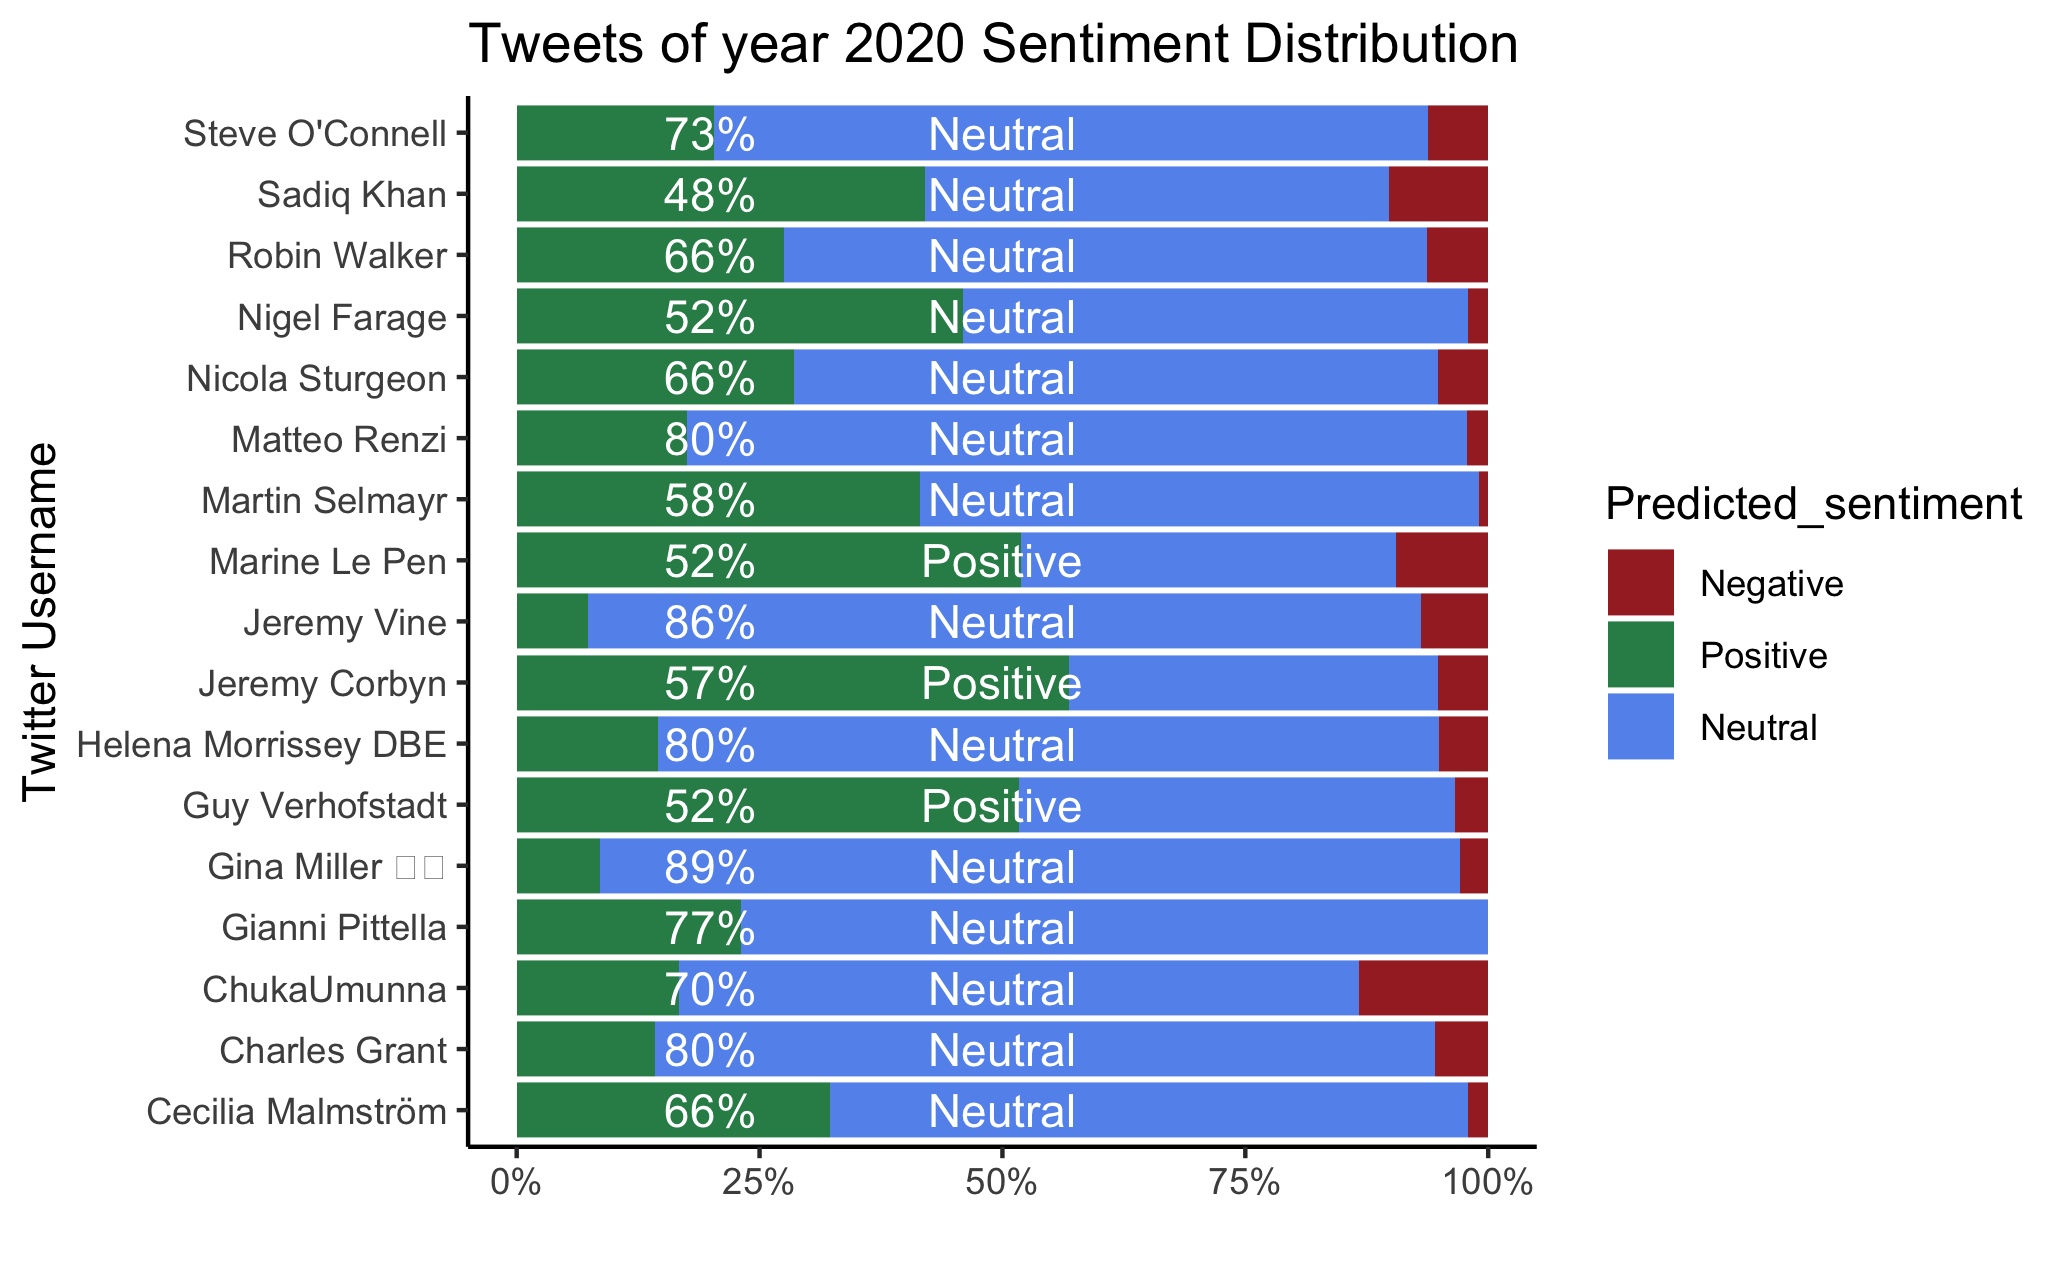 Tweets of year 2020 Sentiment Distribution
Twitter Username
Steve O'Connell 73% Neutral
Sadiq Khan 48% Neutral
Robin Walker 66% Neutral
Nigel Farage 52% Neutral
Nicola Sturgeon 66% Neutral
Matteo Renzi 80% Neutral
Martin Selmayr 58% Neutral
Marine Le Pen 52% Positive
Jeremy Vine 86% Neutral
Jeremy Corbyn 57% Positive
Helena Morrissey DBE 80% Neutral
Guy Verhofstadt 52% Positive
Gina Miller 89% Neutral
Gianni Pittella 77% Neutral
ChukaUmunna 70% Neutral
Charles Grant 80% Neutral
Cecilia Malmström 66% Neutral
0% 25% 50% 75% 100%
Predicted_sentiment
Negative
Positive
Neutral